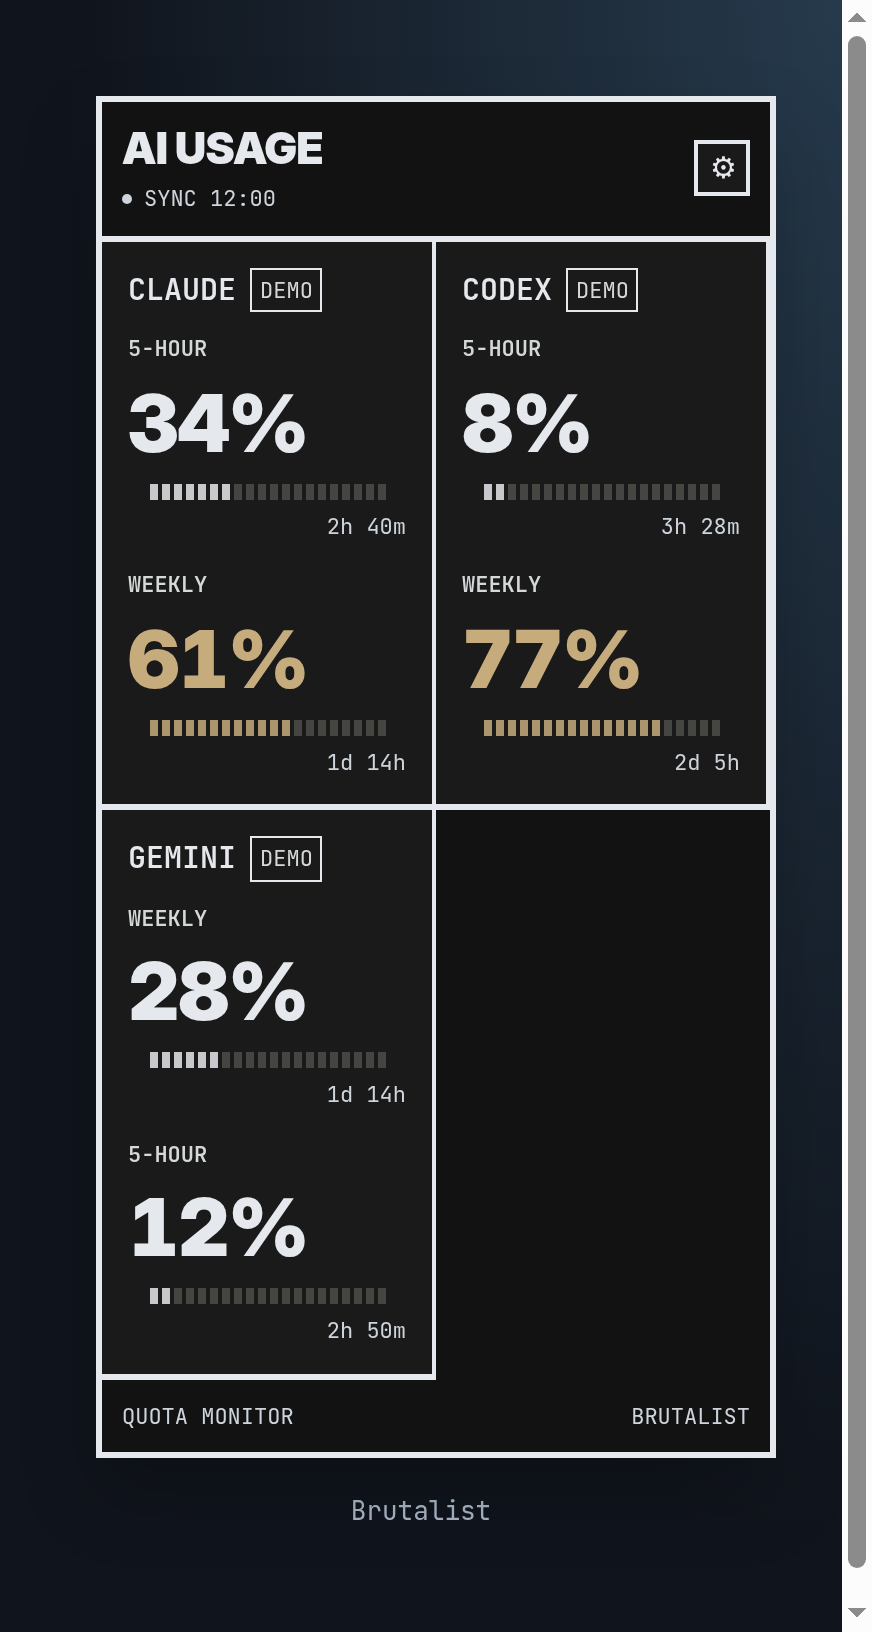 AI USAGE
SYNC 12:00
CLAUDE DEMO
5-HOUR
34%
2h 40m
WEEKLY
61%
1d 14h
CODEX DEMO
5-HOUR
8%
3h 28m
WEEKLY
77%
2d 5h
GEMINI DEMO
WEEKLY
28%
1d 14h
5-HOUR
12%
2h 50m
QUOTA MONITOR
BRUTALIST
Brutalist